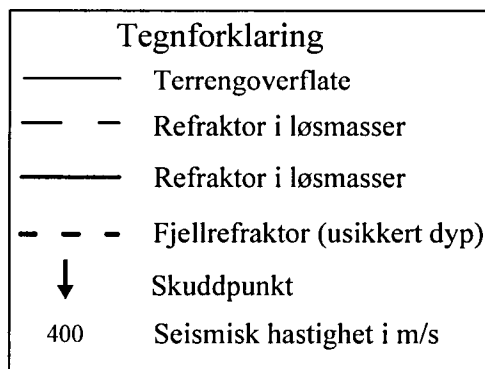 Tegnforklaring
Terrengoverflate
Refraktor i løsmasser
Refraktor i løsmasser
Fjellrefraktor (usikkert dyp)
Skuddpunkt
400 Seismisk hastighet i m/s